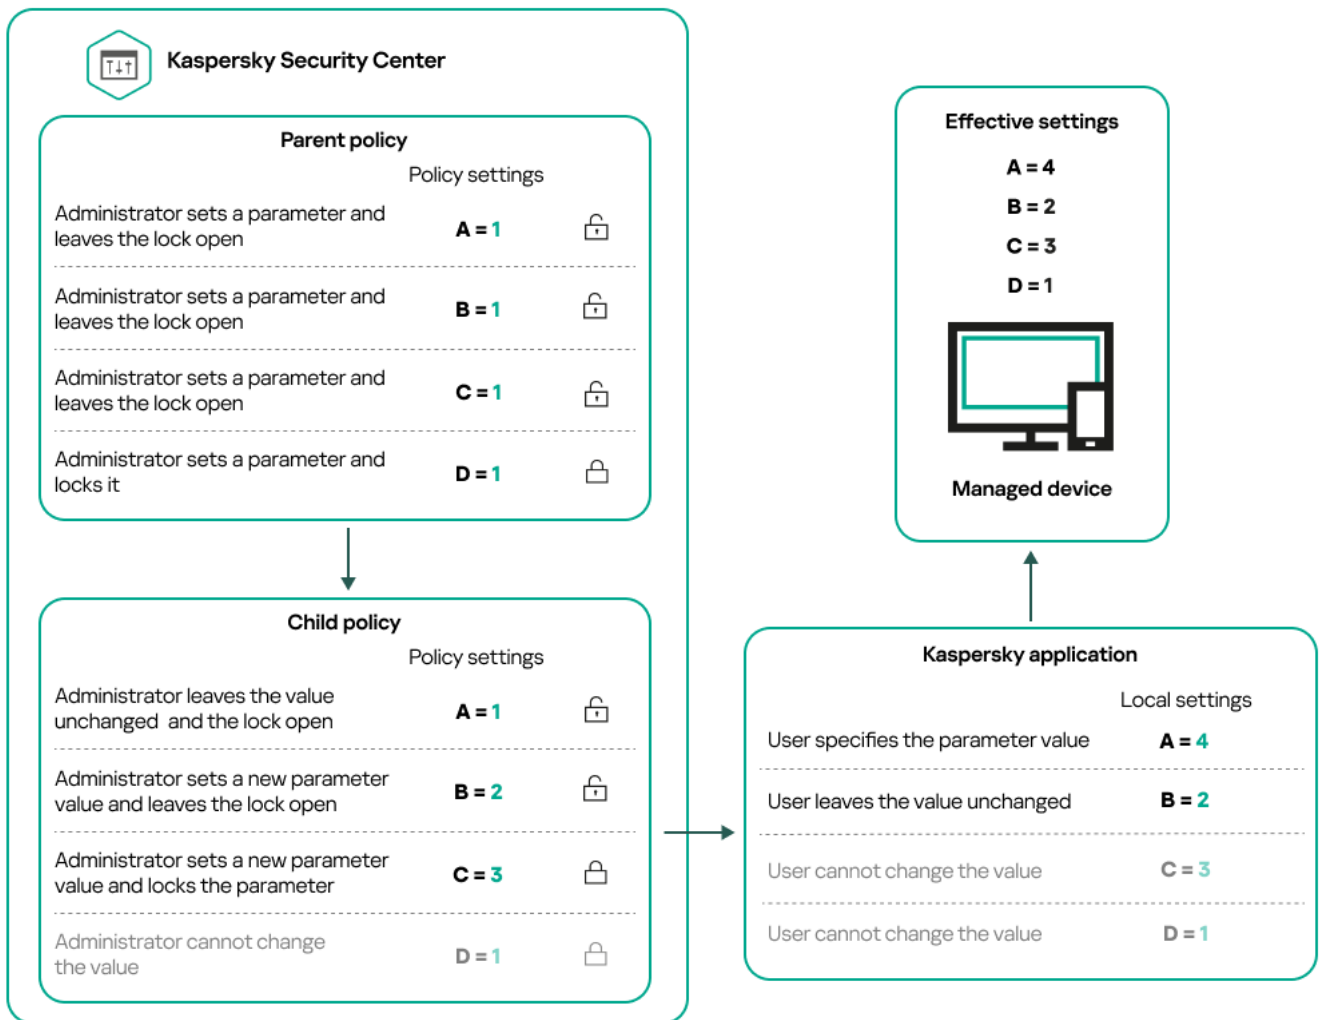 Kaspersky Security Center
Parent policy
Policy settings
Administrator sets a parameter and
leaves the lock open
A = 1
Administrator sets a parameter and
leaves the lock open
B = 1
Administrator sets a parameter and
leaves the lock open
C = 1
Administrator sets a parameter and
locks it
D = 1
Child policy
Policy settings
Administrator leaves the value
unchanged and the lock open
A = 1
Administrator sets a new parameter
value and leaves the lock open
B = 2
Administrator sets a new parameter
value and locks the parameter
C = 3
Administrator cannot change
the value
D = 1
Kaspersky application
Local settings
User specifies the parameter value
A = 4
User leaves the value unchanged
B = 2
User cannot change the value
C = 3
User cannot change the value
D = 1
Effective settings
A = 4
B = 2
C = 3
D = 1
Managed device